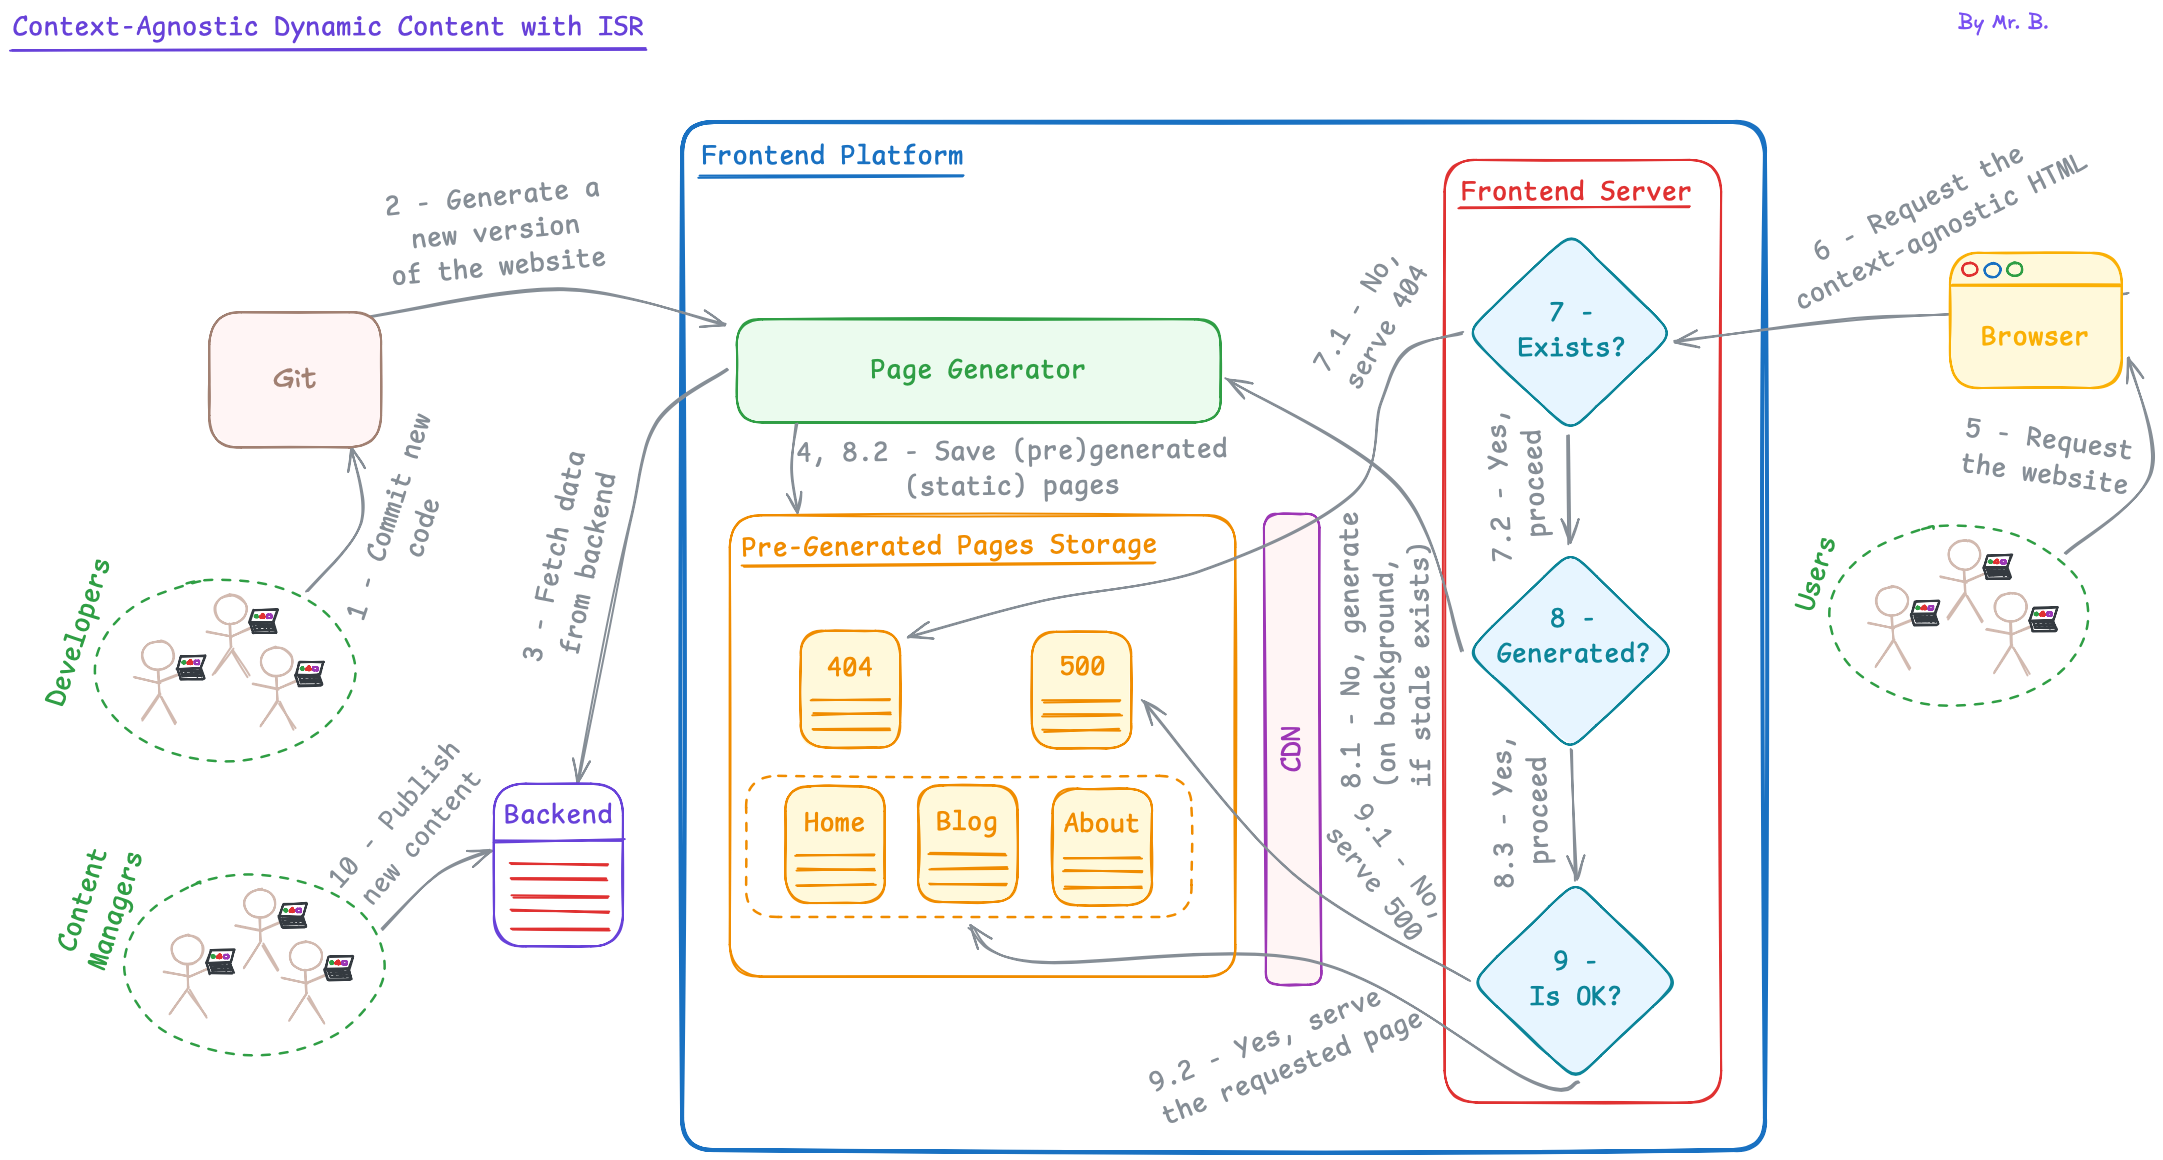 Context-Agnostic Dynamic Content with ISR
By Mr. B.
Frontend Platform
Frontend Server
2 - Generate a
new version
of the website
6 - Request the
context-agnostic HTML
7.1 - No,
serve 404
7 -
Exists?
Browser
Git
Page Generator
1 - Commit new
code
4, 8.2 - Save (pre)generated
(static) pages
7.2 - Yes,
proceed
5 - Request
the website
3 - Fetch data
from backend
Pre-Generated Pages Storage
8.1 - No, generate
(on background,
if stale exists)
Developers
Users
8 -
Generated?
404
500
CDN
8.3 - Yes,
proceed
10 - Publish
new content
Backend
Home
Blog
About
9.1 - No,
serve 500
Content
Managers
9 -
Is OK?
9.2 - Yes, serve
the requested page